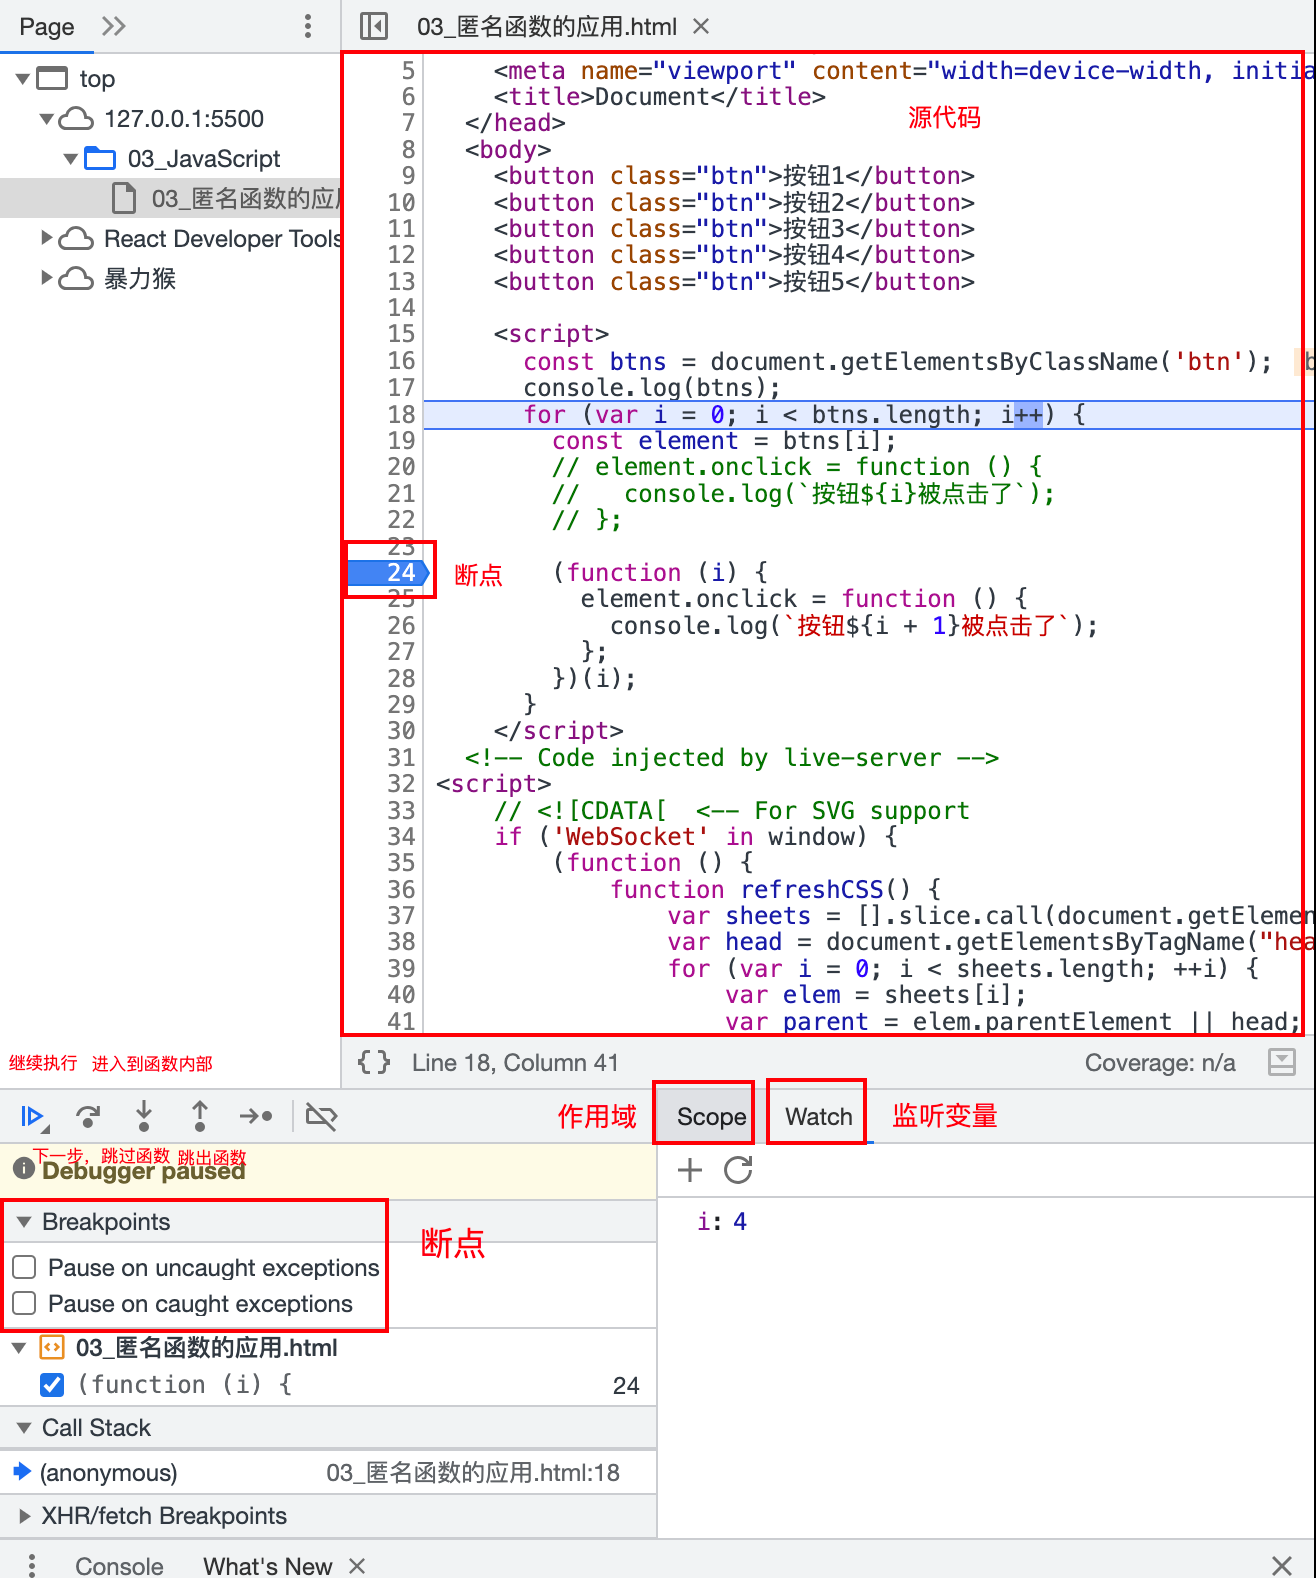 Page
03_匿名函数的应用.html
top
127.0.0.1:5500
03_JavaScript
03_匿名函数的应
React Developer Tools
暴力猴
源代码
5 <meta name="viewport" content="width=device-width, initia
6 <title>Document</title>
7 </head>
8 <body>
9 <button class="btn">按钮1</button>
10 <button class="btn">按钮2</button>
11 <button class="btn">按钮3</button>
12 <button class="btn">按钮4</button>
13 <button class="btn">按钮5</button>
14
15 <script>
16 const btns = document.getElementsByClassName('btn'); b
17 console.log(btns);
18 for (var i = 0; i < btns.length; i++) {
19 const element = btns[i];
20 // element.onclick = function () {
21 // console.log(`按钮${i}被点击了`);
22 // };
23
24 (function (i) {
断点
25 element.onclick = function () {
26 console.log(`按钮${i + 1}被点击了`);
27 };
28 })(i);
29 }
30 </script>
31 <!-- Code injected by live-server -->
32 <script>
33 // <![CDATA[ <-- For SVG support
34 if ('WebSocket' in window) {
35 (function () {
36 function refreshCSS() {
37 var sheets = [].slice.call(document.getElemen
38 var head = document.getElementsByTagName("hea
39 for (var i = 0; i < sheets.length; ++i) {
40 var elem = sheets[i];
41 var parent = elem.parentElement || head;
继续执行 进入到函数内部
{} Line 18, Column 41
Coverage: n/a
作用域
Scope
Watch
监听变量
下一步，跳过函数 跳出函数
Debugger paused
Breakpoints
断点
Pause on uncaught exceptions
Pause on caught exceptions
03_匿名函数的应用.html
(function (i) { 24
Call Stack
(anonymous) 03_匿名函数的应用.html:18
XHR/fetch Breakpoints
i: 4
Console
What's New